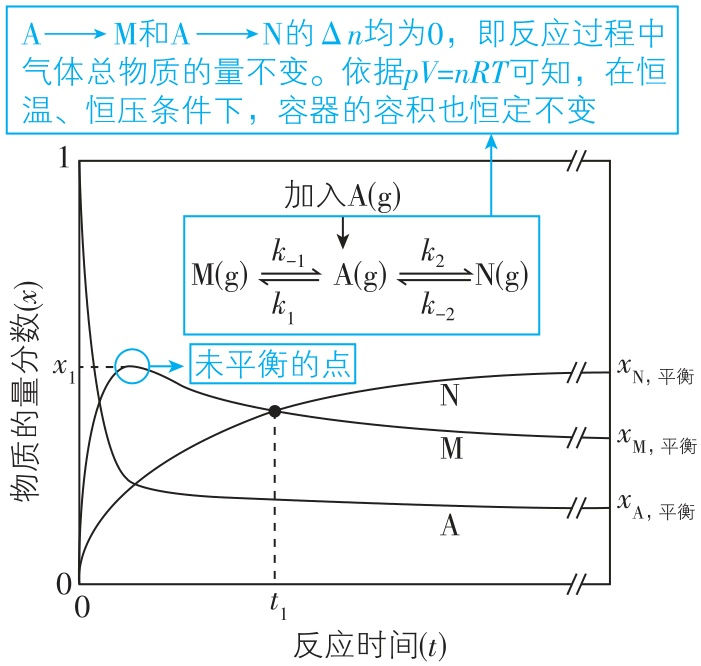 A⟶M和A⟶N的Δn均为0，即反应过程中
气体总物质的量不变。依据pV=nRT可知，在恒
温、恒压条件下，容器的容积也恒定不变
1
加入A(g)
k₋₁ k₂
M(g) ⇌ A(g) ⇌ N(g)
k₁ k₋₂
物质的量分数(x)
x₁
未平衡的点
N
x_N, 平衡
M
x_M, 平衡
A
x_A, 平衡
0
0
t₁
反应时间(t)